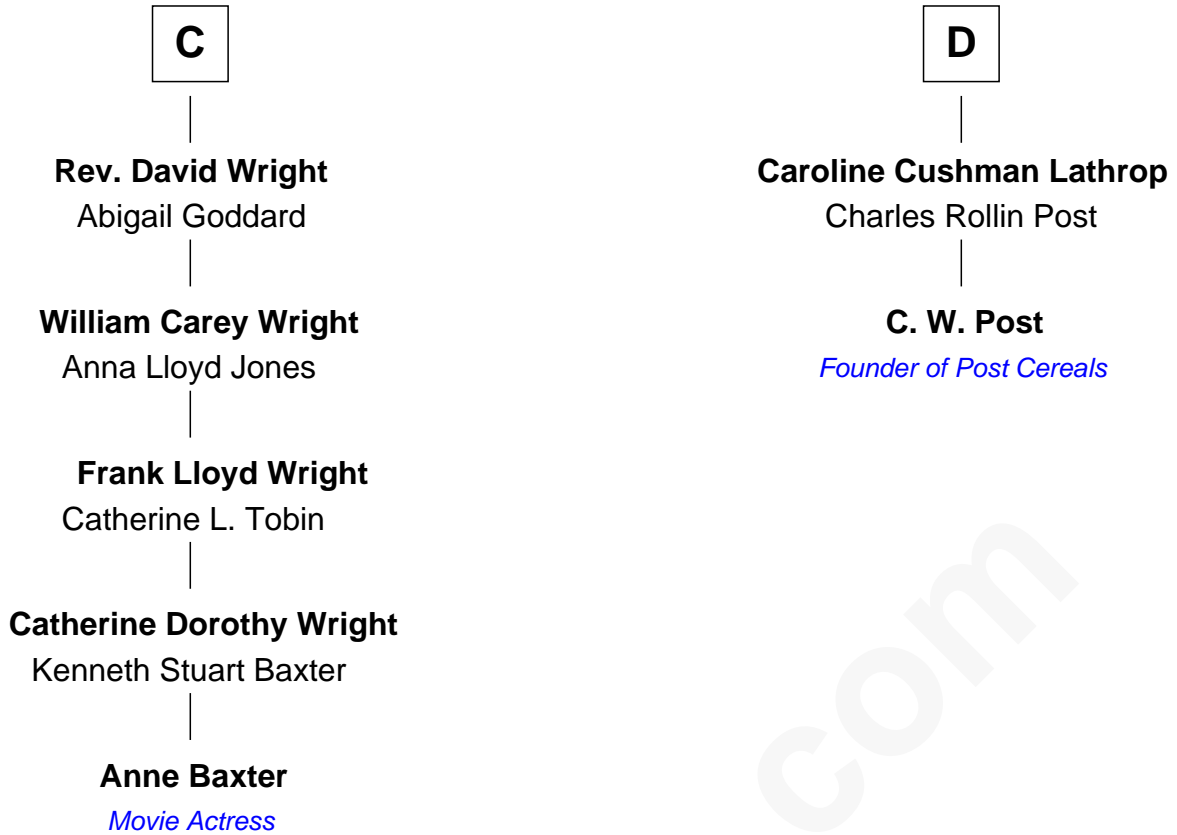 C
Rev. David Wright
Abigail Goddard
William Carey Wright
Anna Lloyd Jones
Frank Lloyd Wright
Catherine L. Tobin
Catherine Dorothy Wright
Kenneth Stuart Baxter
Anne Baxter
Movie Actress
D
Caroline Cushman Lathrop
Charles Rollin Post
C. W. Post
Founder of Post Cereals
com